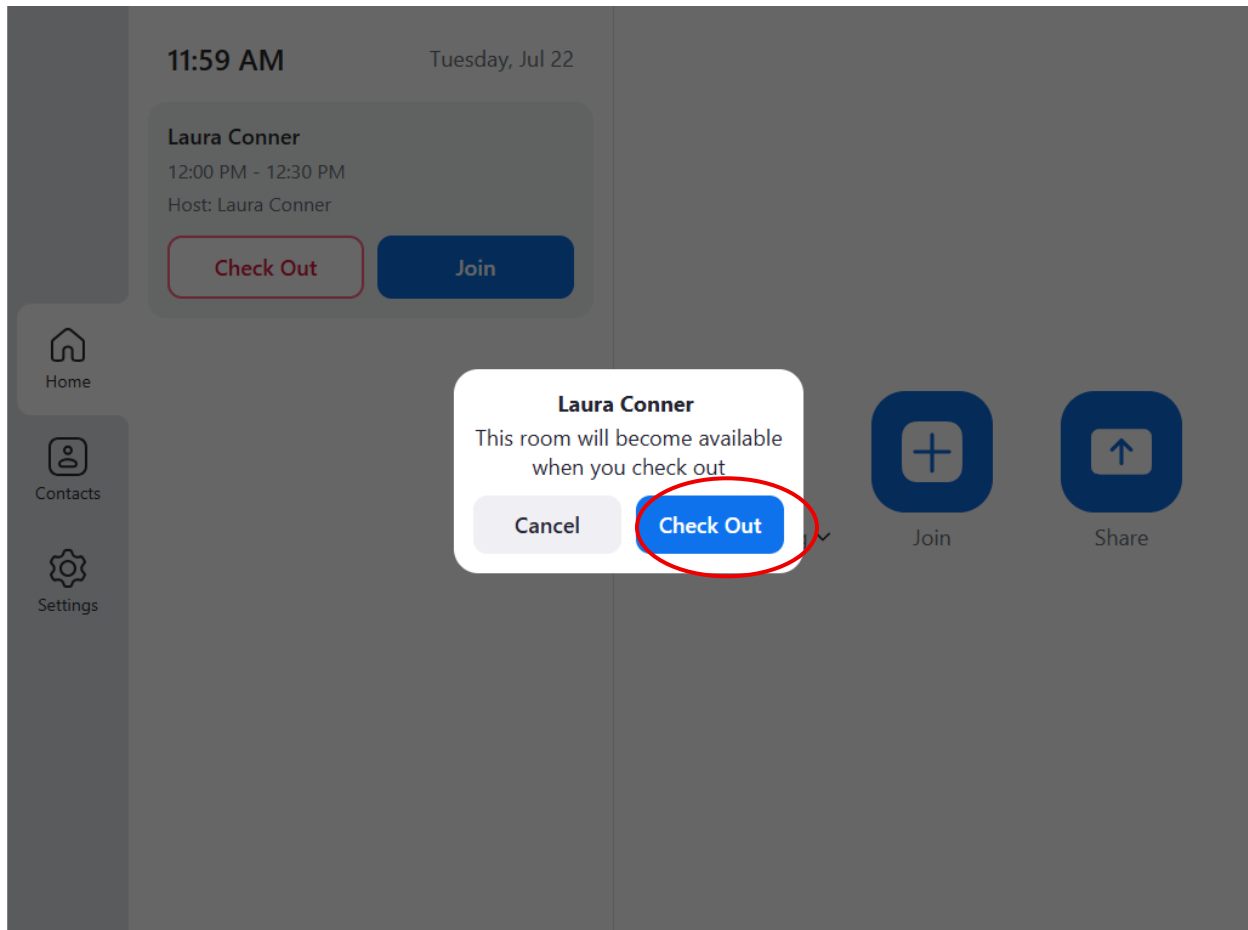 11:59 AM
Tuesday, Jul 22
Laura Conner
12:00 PM - 12:30 PM
Host: Laura Conner
Check Out
Join
Home
Contacts
Settings
Laura Conner
This room will become available
when you check out
Cancel
Check Out
Join
Share